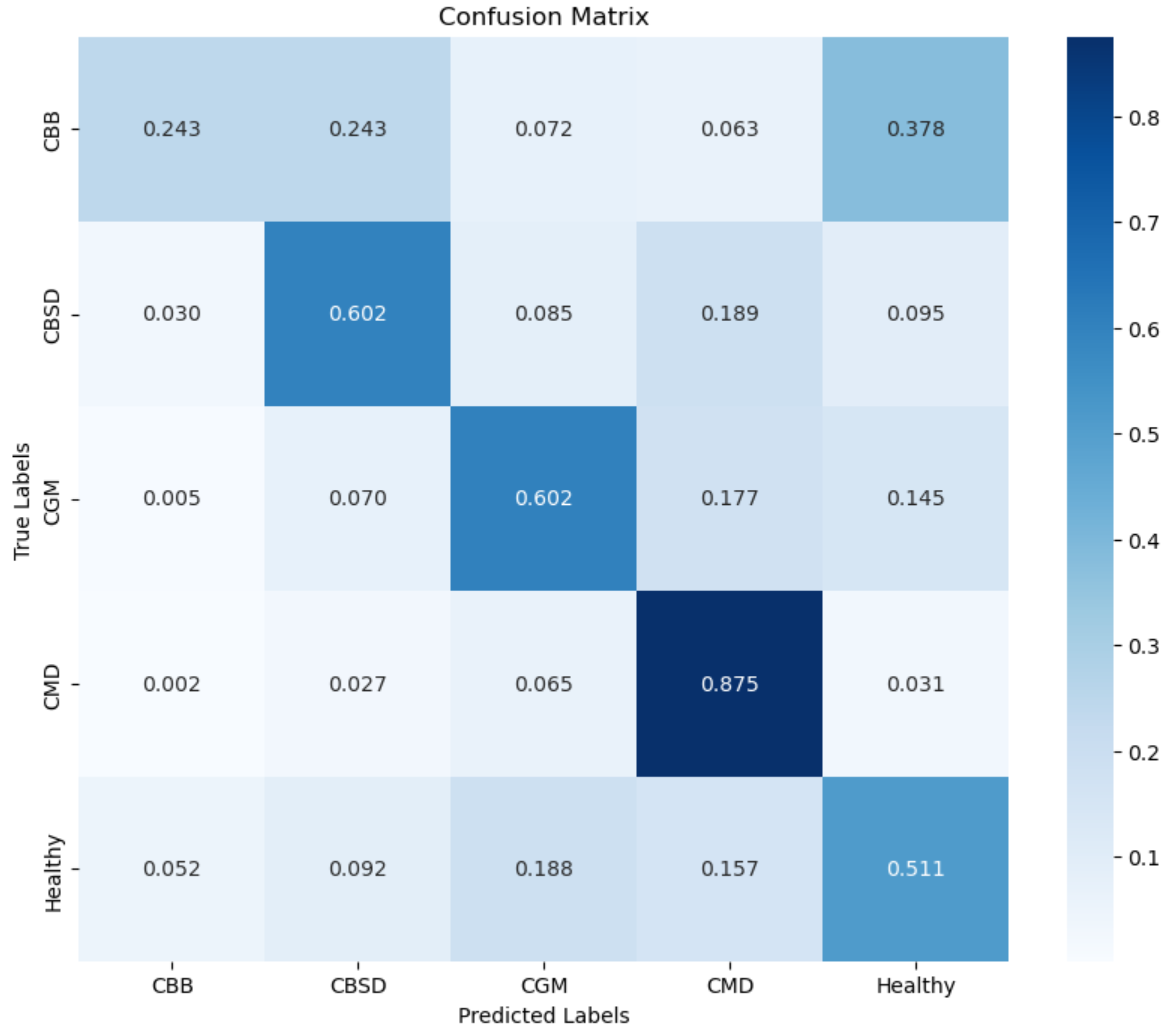 Confusion Matrix
CBB 0.243 0.243 0.072 0.063 0.378
CBSD 0.030 0.602 0.085 0.189 0.095
CGM 0.005 0.070 0.602 0.177 0.145
CMD 0.002 0.027 0.065 0.875 0.031
Healthy 0.052 0.092 0.188 0.157 0.511
True Labels
CBB CBSD CGM CMD Healthy
Predicted Labels
0.8
0.7
0.6
0.5
0.4
0.3
0.2
0.1